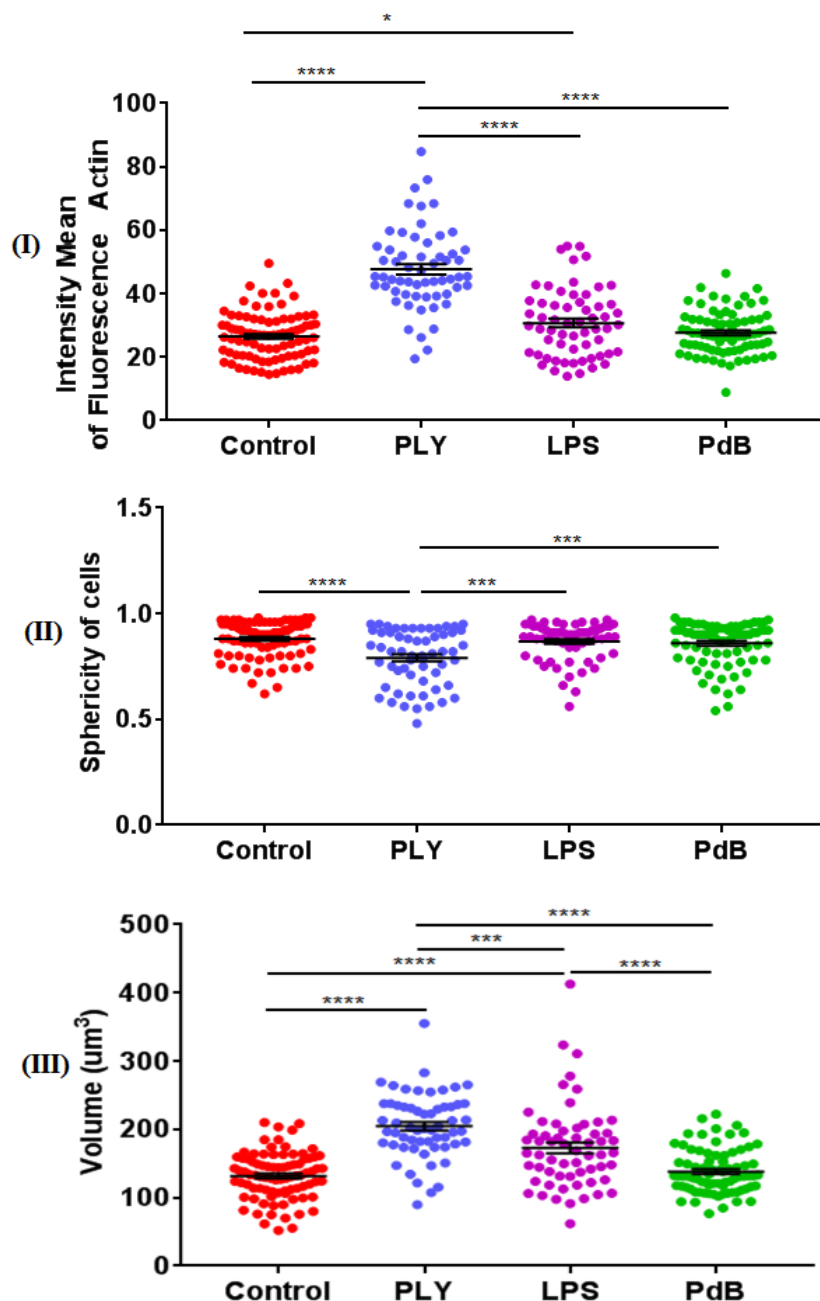 *
****
****
****
100
80
60
40
20
0
(I)
Intensity Mean
of Fluorescence Actin
Control PLY LPS PdB
1.5
1.0
0.5
0.0
***
**** ***
(II)
Sphericity of cells
Control PLY LPS PdB
500
400
300
200
100
0
****
***
**** ****
****
(III)
Volume (um³)
Control PLY LPS PdB